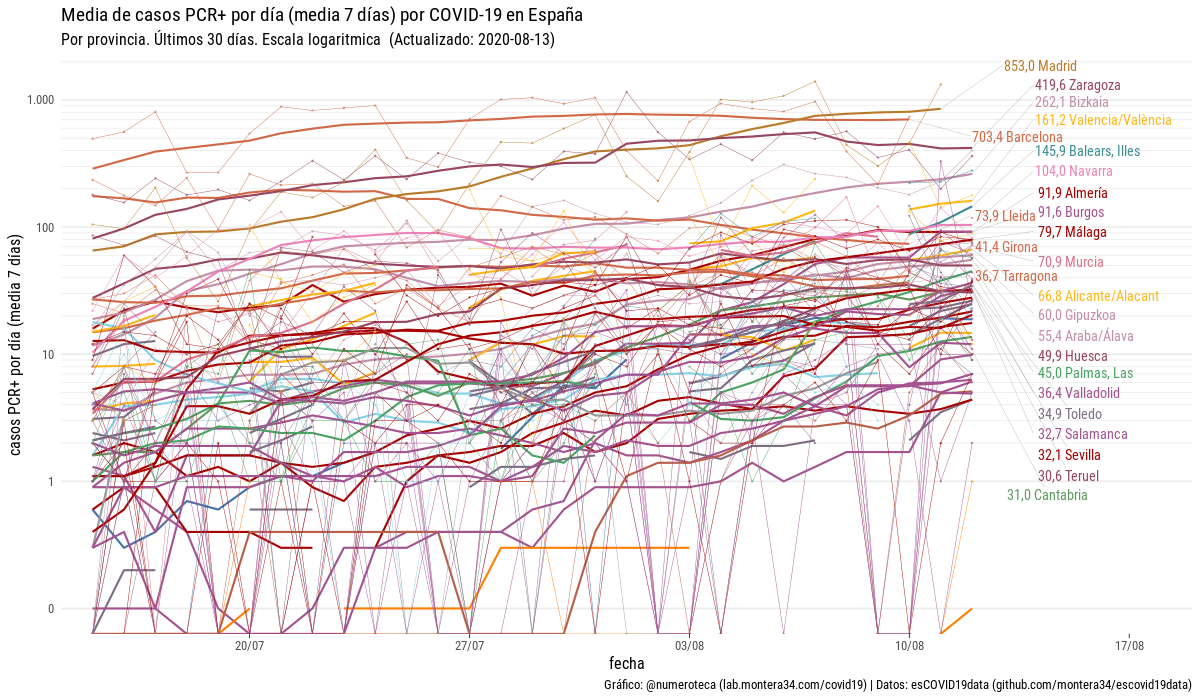 Media de casos PCR+ por día (media 7 días) por COVID-19 en España
Por provincia. Últimos 30 días. Escala logaritmica (Actualizado: 2020-08-13)
853,0 Madrid
419,6 Zaragoza
262,1 Bizkaia
161,2 Valencia/València
703,4 Barcelona
145,9 Balears, Illes
104,0 Navarra
91,9 Almería
91,6 Burgos
73,9 Lleida
79,7 Málaga
41,4 Girona
70,9 Murcia
36,7 Tarragona
66,8 Alicante/Alacant
60,0 Gipuzkoa
55,4 Araba/Álava
49,9 Huesca
45,0 Palmas, Las
36,4 Valladolid
34,9 Toledo
32,7 Salamanca
32,1 Sevilla
30,6 Teruel
31,0 Cantabria
casos PCR+ por día (media 7 días)
1.000
100
10
1
0
20/07
27/07
03/08
10/08
17/08
fecha
Gráfico: @numeroteca (lab.montera34.com/covid19) | Datos: esCOVID19data (github.com/montera34/escovid19data)